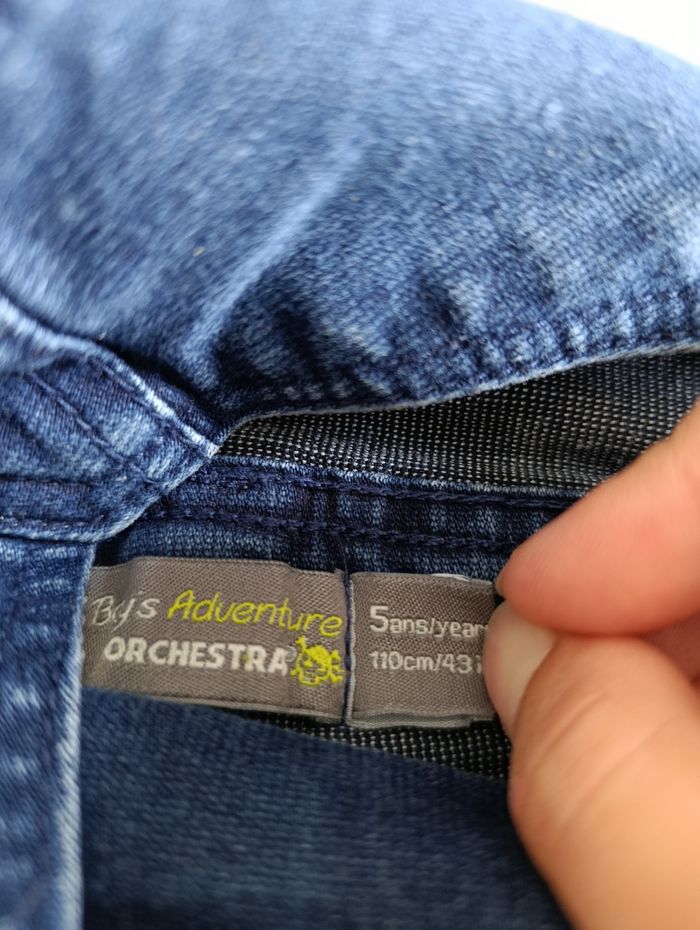 Boy's Adventure
ORCHESTRA
5ans/year
110cm/43